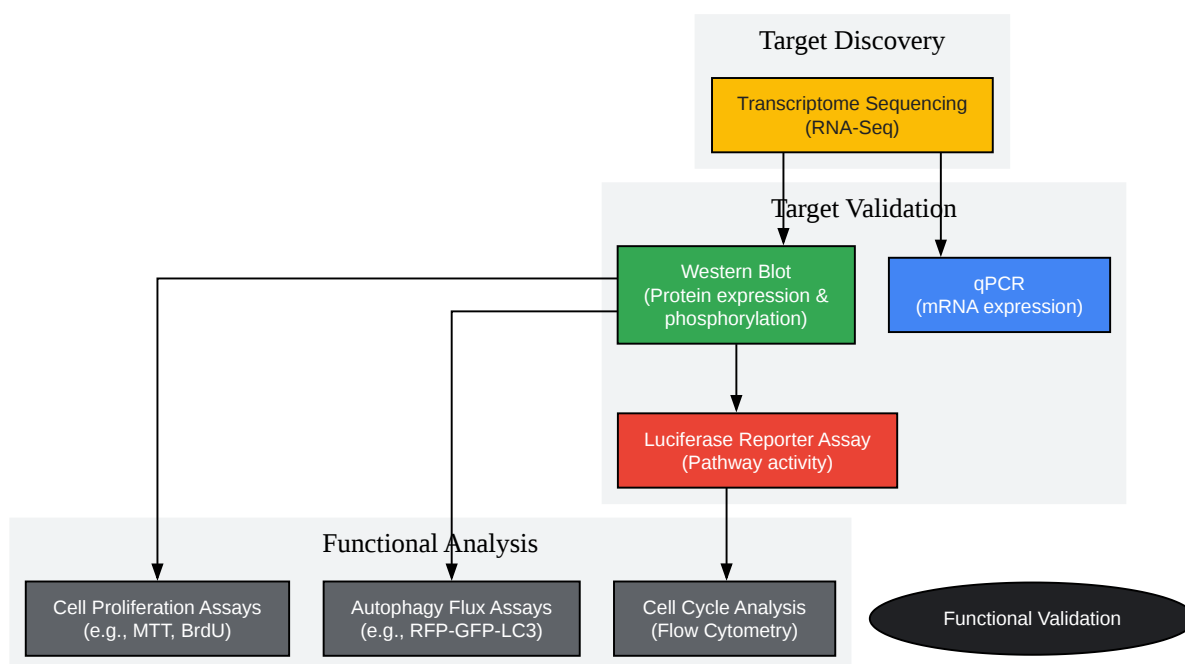 Target Discovery
Transcriptome Sequencing
(RNA-Seq)
Target Validation
Western Blot
(Protein expression &
phosphorylation)
qPCR
(mRNA expression)
Luciferase Reporter Assay
(Pathway activity)
Functional Analysis
Cell Proliferation Assays
(e.g., MTT, BrdU)
Autophagy Flux Assays
(e.g., RFP-GFP-LC3)
Cell Cycle Analysis
(Flow Cytometry)
Functional Validation